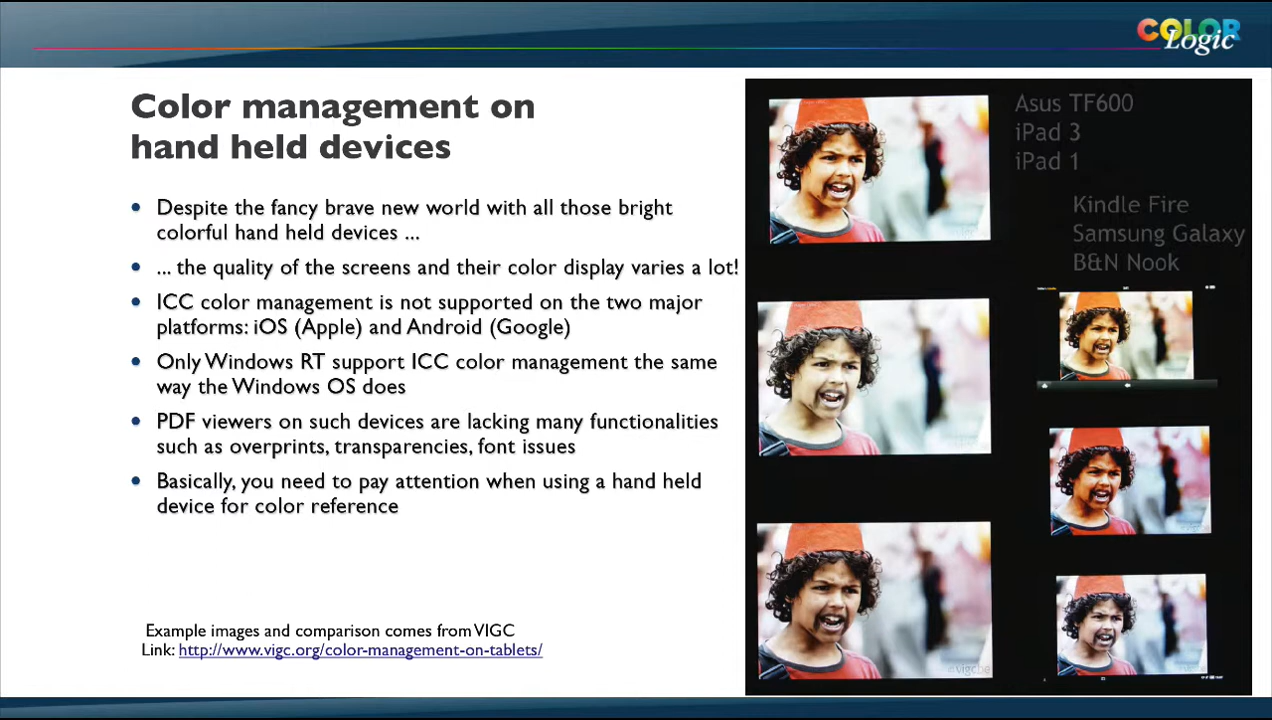 COLOR
Logic
Color management on
hand held devices
• Despite the fancy brave new world with all those bright
colorful hand held devices ...
• ... the quality of the screens and their color display varies a lot!
• ICC color management is not supported on the two major
platforms: iOS (Apple) and Android (Google)
• Only Windows RT support ICC color management the same
way the Windows OS does
• PDF viewers on such devices are lacking many functionalities
such as overprints, transparencies, font issues
• Basically, you need to pay attention when using a hand held
device for color reference
Example images and comparison comes from VIGC
Link: http://www.vigc.org/color-management-on-tablets/
Asus TF600
iPad 3
iPad 1
Kindle Fire
Samsung Galaxy
B&N Nook